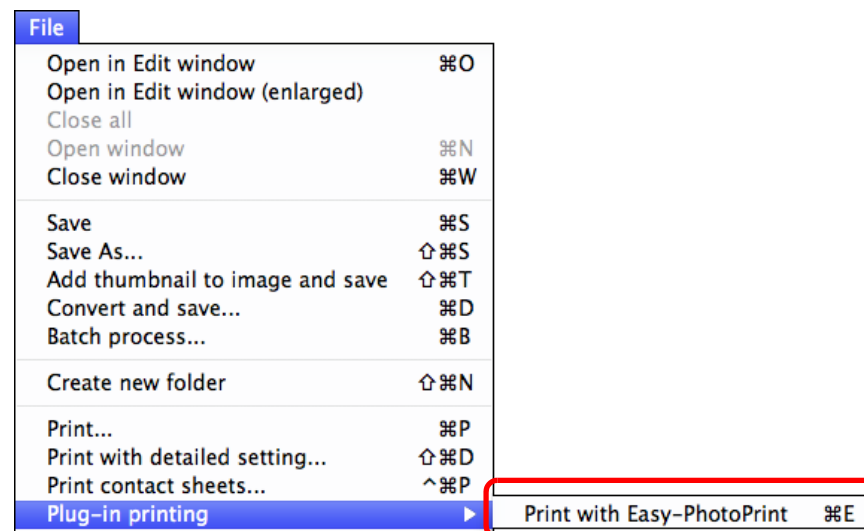 File
Open in Edit window ⌘O
Open in Edit window (enlarged)
Close all
Open window ⌘N
Close window ⌘W
Save ⌘S
Save As... ⇧⌘S
Add thumbnail to image and save ⇧⌘T
Convert and save... ⌘D
Batch process... ⌘B
Create new folder ⇧⌘N
Print... ⌘P
Print with detailed setting... ⇧⌘D
Print contact sheets... ^⌘P
Plug-in printing ▶ Print with Easy-PhotoPrint ⌘E